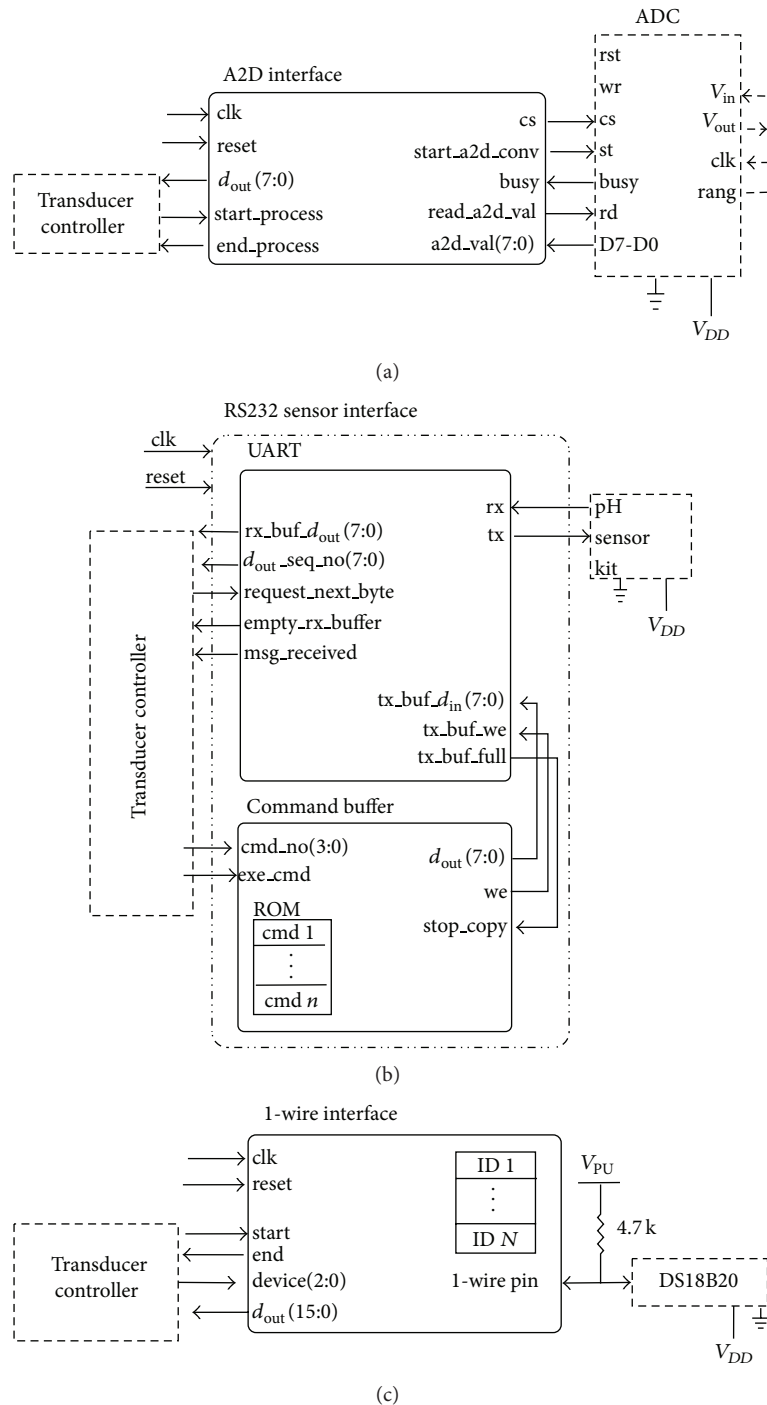 ADC
A2D interface
rst
wr
clk
cs
cs
V_in
reset
start_a2d_conv
st
V_out
d_out(7:0)
busy
busy
clk
Transducer
controller
start_process
read_a2d_val
rd
rang
end_process
a2d_val(7:0)
D7-D0
V_DD
(a)
RS232 sensor interface
clk
UART
reset
rx
pH
rx_buf_d_out(7:0)
tx
sensor
d_out_seq_no(7:0)
kit
request_next_byte
empty_rx_buffer
V_DD
msg_received
Transducer controller
tx_buf_d_in(7:0)
tx_buf_we
tx_buf_full
Command buffer
cmd_no(3:0)
d_out(7:0)
exe_cmd
we
ROM
stop_copy
cmd 1
⋮
cmd n
(b)
1-wire interface
clk
ID 1
V_PU
reset
⋮
start
ID N
4.7 k
end
Transducer
controller
device(2:0)
1-wire pin
DS18B20
d_out(15:0)
V_DD
(c)